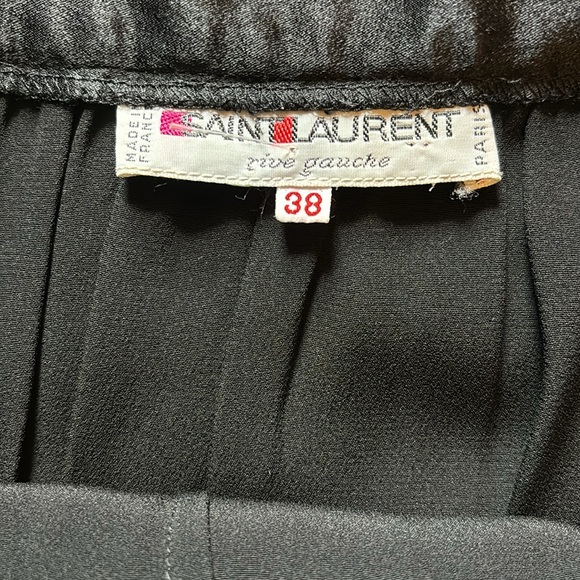 MADE IN
FRANCE
SAINT LAURENT
rive gauche
PARIS
38